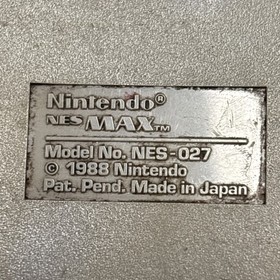 Nintendo®
NES MAX™
Model No. NES-027
© 1988 Nintendo
Pat. Pend. Made in Japan